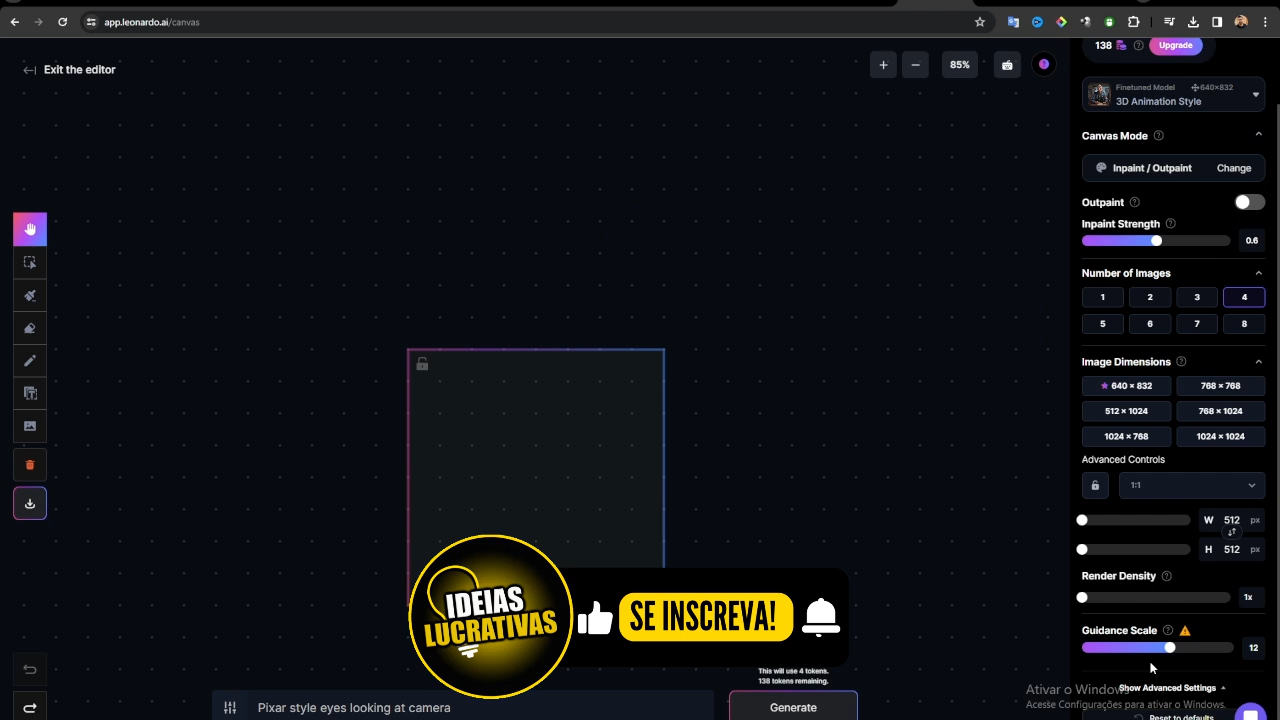 app.leonardo.ai/canvas
Exit the editor
85%
138
Upgrade
Finetuned Model
640×832
3D Animation Style
Canvas Mode
Inpaint / Outpaint
Change
Outpaint
Inpaint Strength
0.6
Number of Images
1
2
3
4
5
6
7
8
Image Dimensions
640 × 832
768 × 768
512 × 1024
768 × 1024
1024 × 768
1024 × 1024
Advanced Controls
1:1
W 512 px
H 512 px
Render Density
1x
Guidance Scale
12
Show Advanced Settings
Reset to defaults
Ativar o Windows
Acesse Configurações para ativar o Windows.
IDEIAS
LUCRATIVAS
SE INSCREVA!
This will use 4 tokens.
138 tokens remaining.
Pixar style eyes looking at camera
Generate